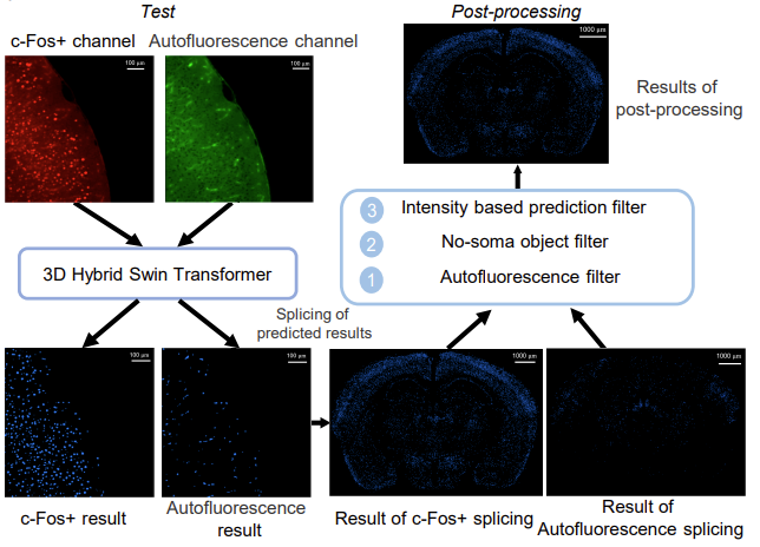 Test
c-Fos+ channel
Autofluorescence channel
100 µm
100 µm
3D Hybrid Swin Transformer
100 µm
100 µm
c-Fos+ result
Autofluorescence
result
Splicing of
predicted results
1000 µm
1000 µm
Result of c-Fos+ splicing
Result of
Autofluorescence splicing
Post-processing
1000 µm
Results of
post-processing
3 Intensity based prediction filter
2 No-soma object filter
1 Autofluorescence filter